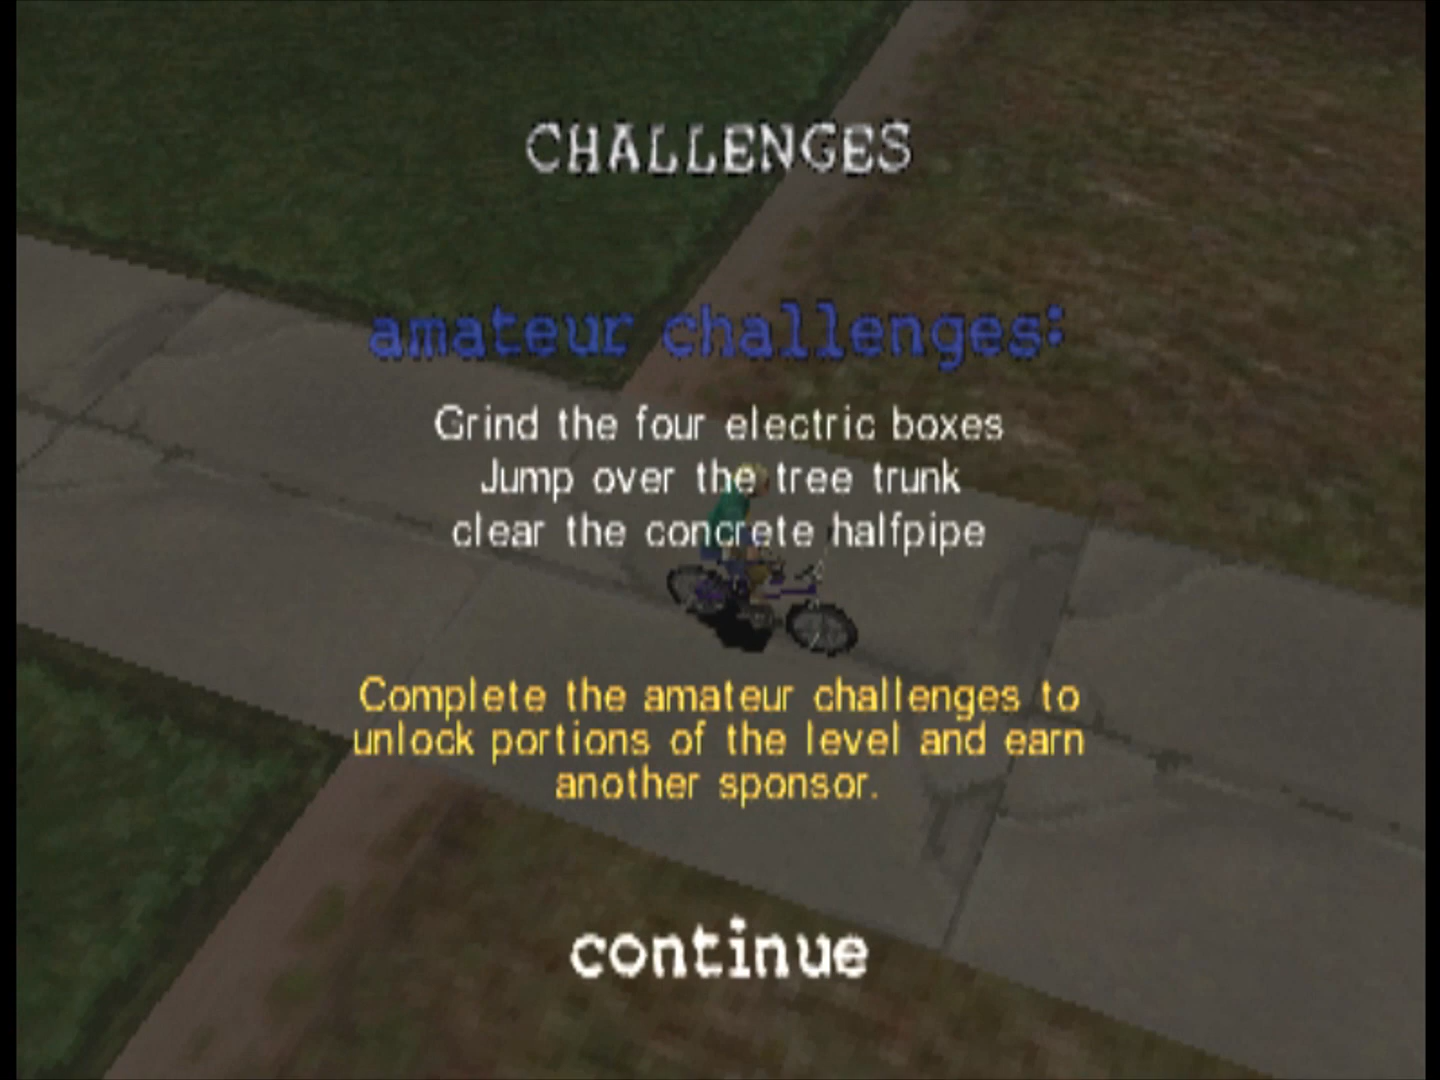 CHALLENGES
amateur challenges:
Grind the four electric boxes
Jump over the tree trunk
clear the concrete halfpipe
Complete the amateur challenges to
unlock portions of the level and earn
another sponsor.
continue